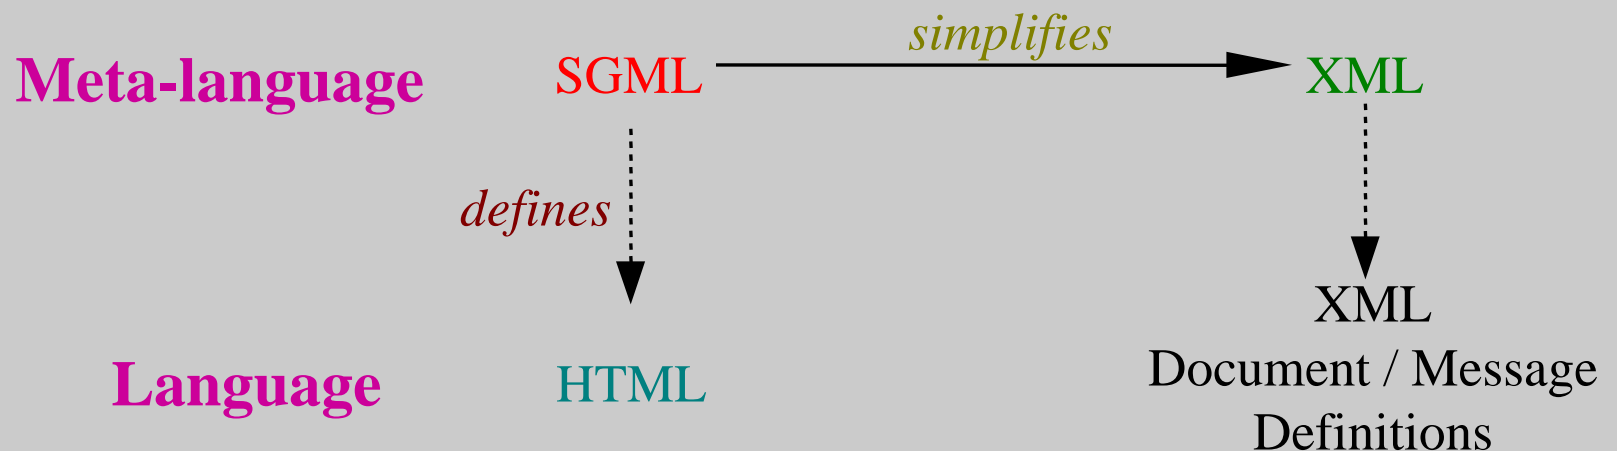 simplifies
Meta-language SGML XML
defines
XML
Document / Message
Language HTML
Definitions